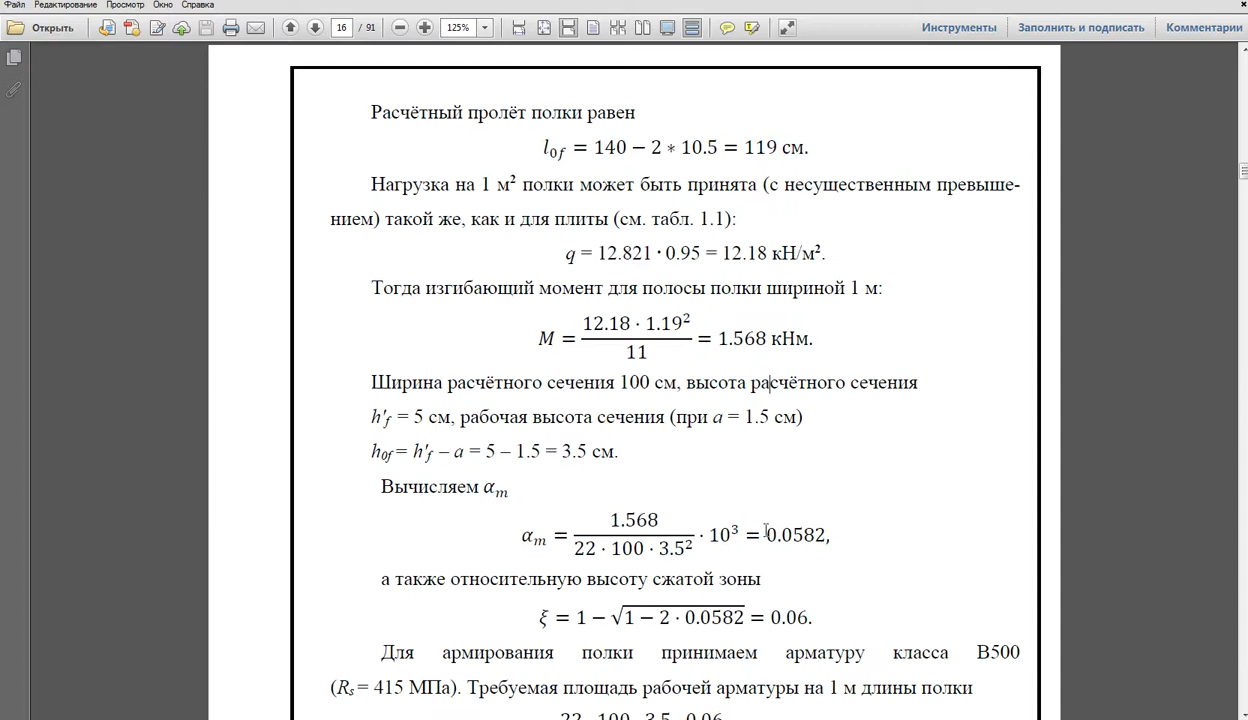 Файл Редактирование Просмотр Окно Справка
Открыть 16 / 91 125% Инструменты Заполнить и подписать Комментарии
Расчётный пролёт полки равен
l₀f = 140 − 2 ∗ 10.5 = 119 см.
Нагрузка на 1 м² полки может быть принята (с несущественным превыше-
нием) такой же, как и для плиты (см. табл. 1.1):
q = 12.821 · 0.95 = 12.18 кН/м².
Тогда изгибающий момент для полосы полки шириной 1 м:
12.18 · 1.19²
M = = 1.568 кНм.
11
Ширина расчётного сечения 100 см, высота расчётного сечения
h'f = 5 см, рабочая высота сечения (при a = 1.5 см)
h₀f = h'f – a = 5 – 1.5 = 3.5 см.
Вычисляем αm
1.568
αm = · 10³ = 0.0582,
22 · 100 · 3.5²
а также относительную высоту сжатой зоны
ξ = 1 − √1 − 2 · 0.0582 = 0.06.
Для армирования полки принимаем арматуру класса В500
(Rs = 415 МПа). Требуемая площадь рабочей арматуры на 1 м длины полки
22 · 100 · 3.5 · 0.06